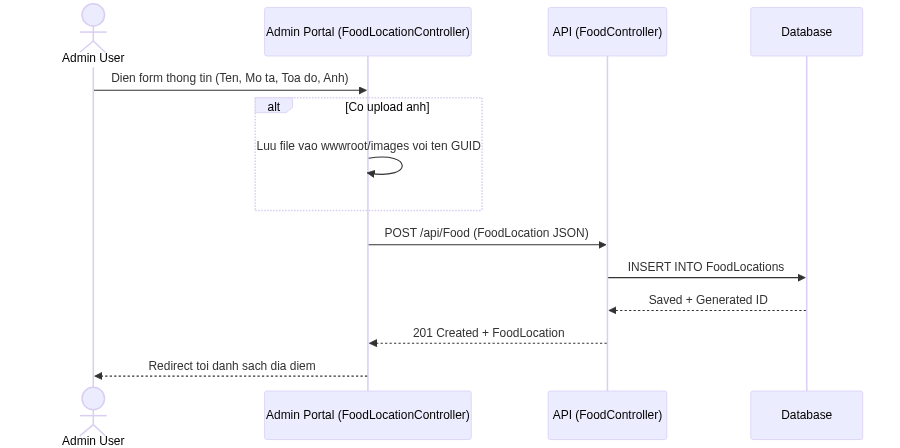 Admin Portal (FoodLocationController)
API (FoodController)
Database
Admin User
Dien form thong tin (Ten, Mo ta, Toa do, Anh)
alt
[Co upload anh]
Luu file vao wwwroot/images voi ten GUID
POST /api/Food (FoodLocation JSON)
INSERT INTO FoodLocations
Saved + Generated ID
201 Created + FoodLocation
Redirect toi danh sach dia diem
Admin Portal (FoodLocationController)
API (FoodController)
Database
Admin User